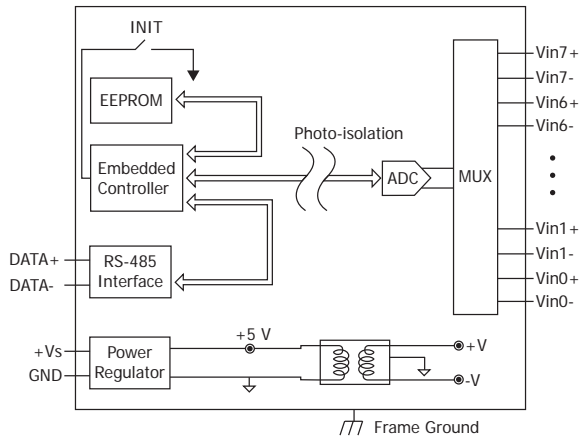 INIT
EEPROM
Embedded
Controller
Photo-isolation
ADC
MUX
Vin7+
Vin7-
Vin6+
Vin6-
Vin1+
Vin1-
Vin0+
Vin0-
DATA+
DATA-
RS-485
Interface
+Vs
GND
Power
Regulator
+5 V
+V
-V
Frame Ground